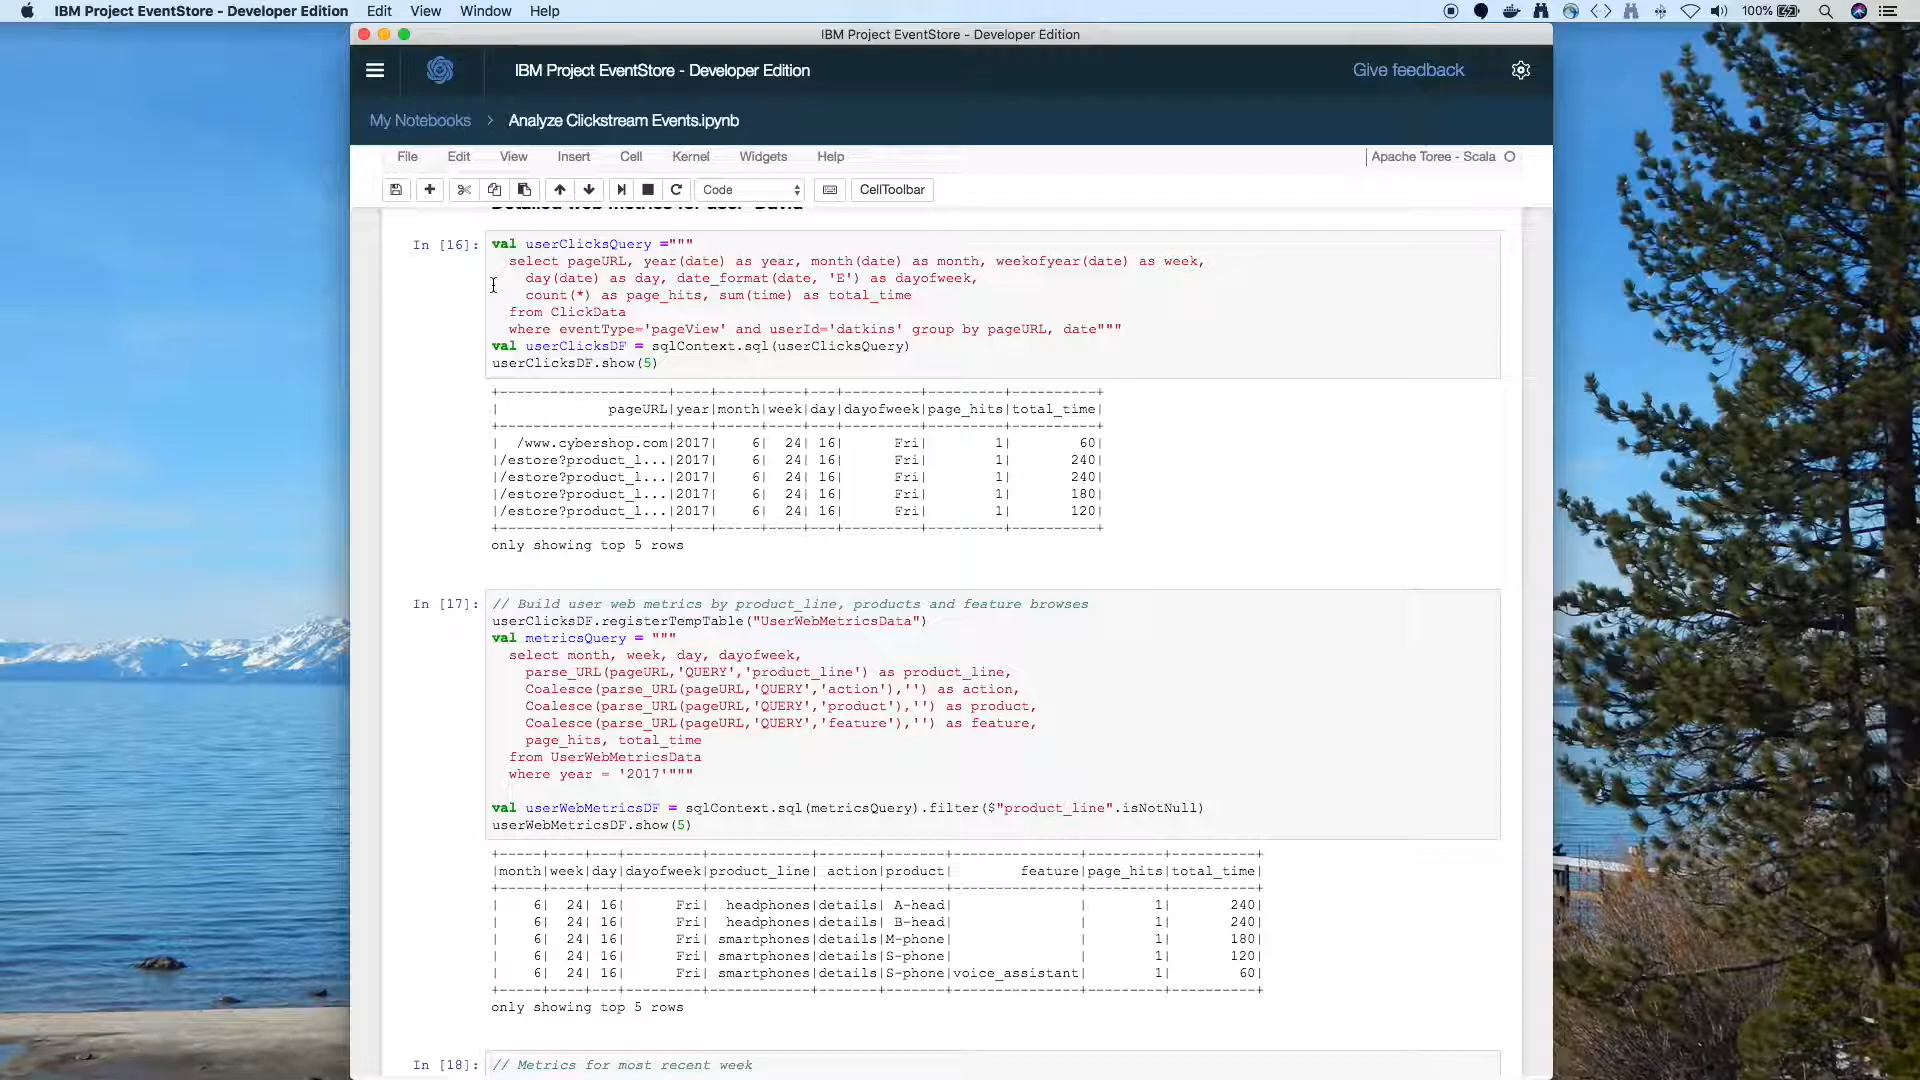 IBM Project EventStore - Developer Edition Edit View Window Help 100%
IBM Project EventStore - Developer Edition
IBM Project EventStore - Developer Edition Give feedback
My Notebooks > Analyze Clickstream Events.ipynb
File Edit View Insert Cell Kernel Widgets Help Apache Toree - Scala
Code CellToolbar
Detailed web metrics for user "David"
In [16]: val userClicksQuery ="""
select pageURL, year(date) as year, month(date) as month, weekofyear(date) as week,
day(date) as day, date_format(date, 'E') as dayofweek,
count(*) as page_hits, sum(time) as total_time
from ClickData
where eventType='pageView' and userId='datkins' group by pageURL, date"""
val userClicksDF = sqlContext.sql(userClicksQuery)
userClicksDF.show(5)
+--------------------+----+-----+----+---+---------+---------+----------+
| pageURL|year|month|week|day|dayofweek|page_hits|total_time|
+--------------------+----+-----+----+---+---------+---------+----------+
| /www.cybershop.com|2017| 6| 24| 16| Fri| 1| 60|
|/estore?product_l...|2017| 6| 24| 16| Fri| 1| 240|
|/estore?product_l...|2017| 6| 24| 16| Fri| 1| 240|
|/estore?product_l...|2017| 6| 24| 16| Fri| 1| 180|
|/estore?product_l...|2017| 6| 24| 16| Fri| 1| 120|
+--------------------+----+-----+----+---+---------+---------+----------+
only showing top 5 rows
In [17]: // Build user web metrics by product_line, products and feature browses
userClicksDF.registerTempTable("UserWebMetricsData")
val metricsQuery = """
select month, week, day, dayofweek,
parse_URL(pageURL,'QUERY','product_line') as product_line,
Coalesce(parse_URL(pageURL,'QUERY','action'),'') as action,
Coalesce(parse_URL(pageURL,'QUERY','product'),'') as product,
Coalesce(parse_URL(pageURL,'QUERY','feature'),'') as feature,
page_hits, total_time
from UserWebMetricsData
where year = '2017'"""
val userWebMetricsDF = sqlContext.sql(metricsQuery).filter($"product_line".isNotNull)
userWebMetricsDF.show(5)
+-----+----+---+---------+------------+-------+-------+---------------+---------+----------+
|month|week|day|dayofweek|product_line| action|product| feature|page_hits|total_time|
+-----+----+---+---------+------------+-------+-------+---------------+---------+----------+
| 6| 24| 16| Fri| headphones|details| A-head| | 1| 240|
| 6| 24| 16| Fri| headphones|details| B-head| | 1| 240|
| 6| 24| 16| Fri| smartphones|details|M-phone| | 1| 180|
| 6| 24| 16| Fri| smartphones|details|S-phone| | 1| 120|
| 6| 24| 16| Fri| smartphones|details|S-phone|voice_assistant| 1| 60|
+-----+----+---+---------+------------+-------+-------+---------------+---------+----------+
only showing top 5 rows
In [18]: // Metrics for most recent week